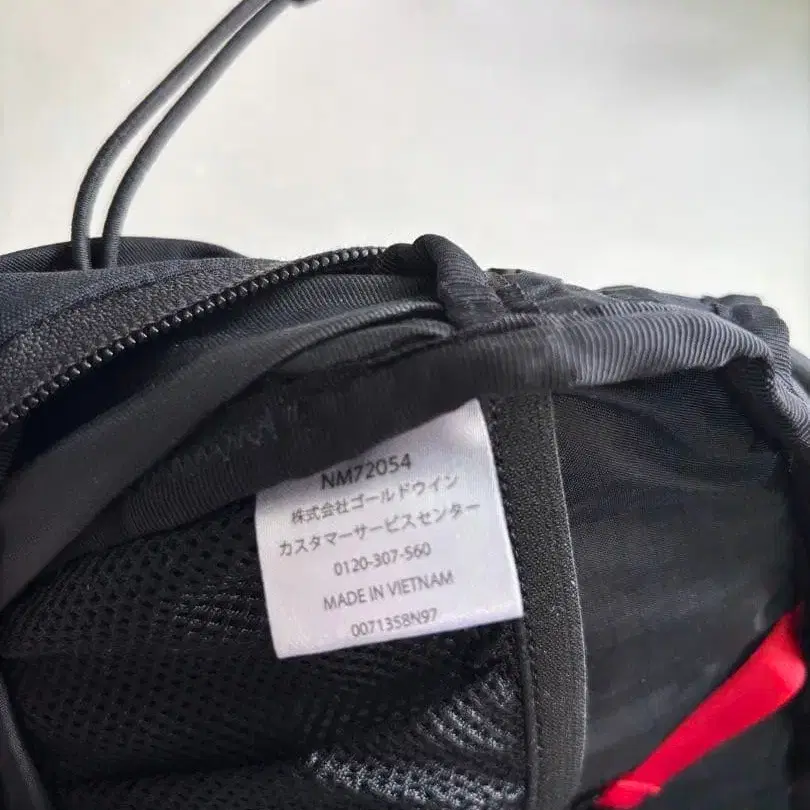 NM72054
株式会社ゴールドウイン
カスタマーサービスセンター
0120-307-560
MADE IN VIETNAM
0071358N97